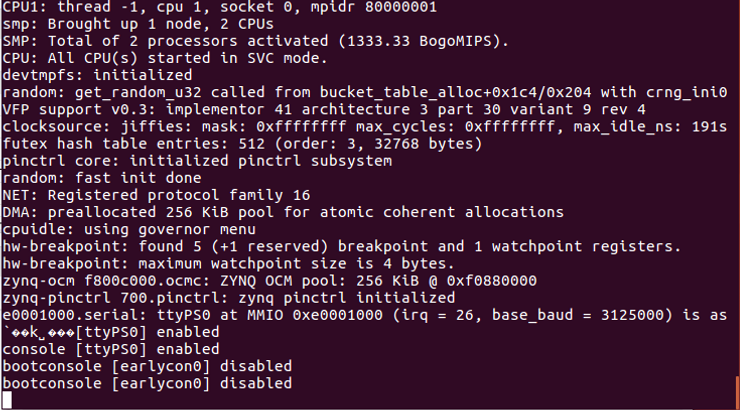 CPU1: thread -1, cpu 1, socket 0, mpidr 80000001
smp: Brought up 1 node, 2 CPUs
SMP: Total of 2 processors activated (1333.33 BogoMIPS).
CPU: All CPU(s) started in SVC mode.
devtmpfs: initialized
random: get_random_u32 called from bucket_table_alloc+0x1c4/0x204 with crng_ini0
VFP support v0.3: implementor 41 architecture 3 part 30 variant 9 rev 4
clocksource: jiffies: mask: 0xffffffff max_cycles: 0xffffffff, max_idle_ns: 191s
futex hash table entries: 512 (order: 3, 32768 bytes)
pinctrl core: initialized pinctrl subsystem
random: fast init done
NET: Registered protocol family 16
DMA: preallocated 256 KiB pool for atomic coherent allocations
cpuidle: using governor menu
hw-breakpoint: found 5 (+1 reserved) breakpoint and 1 watchpoint registers.
hw-breakpoint: maximum watchpoint size is 4 bytes.
zynq-ocm f800c000.ocmc: ZYNQ OCM pool: 256 KiB @ 0xf0880000
zynq-pinctrl 700.pinctrl: zynq pinctrl initialized
e0001000.serial: ttyPS0 at MMIO 0xe0001000 (irq = 26, base_baud = 3125000) is as
[ttyPS0] enabled
console [ttyPS0] enabled
bootconsole [earlycon0] disabled
bootconsole [earlycon0] disabled